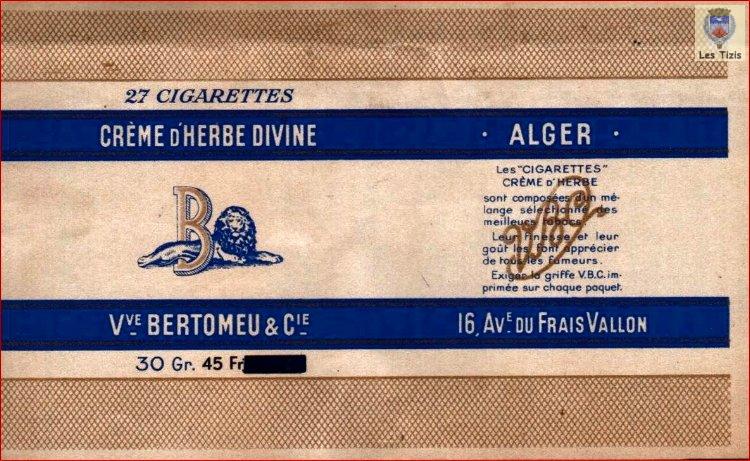 Les Tizis
27 CIGARETTES
CRÈME D'HERBE DIVINE
B
VVE BERTOMEU & CIE
30 Gr. 45 Fr
· ALGER ·
Les "CIGARETTES"
CRÈME D'HERBE
sont composées d'un mé-
lange sélectionné des
meilleurs tabacs.
Leur finesse et leur
goût les font apprécier
de tous les fumeurs.
Exiger la griffe V.B.C. im-
primée sur chaque paquet.
VBC
16, AVE DU FRAIS VALLON